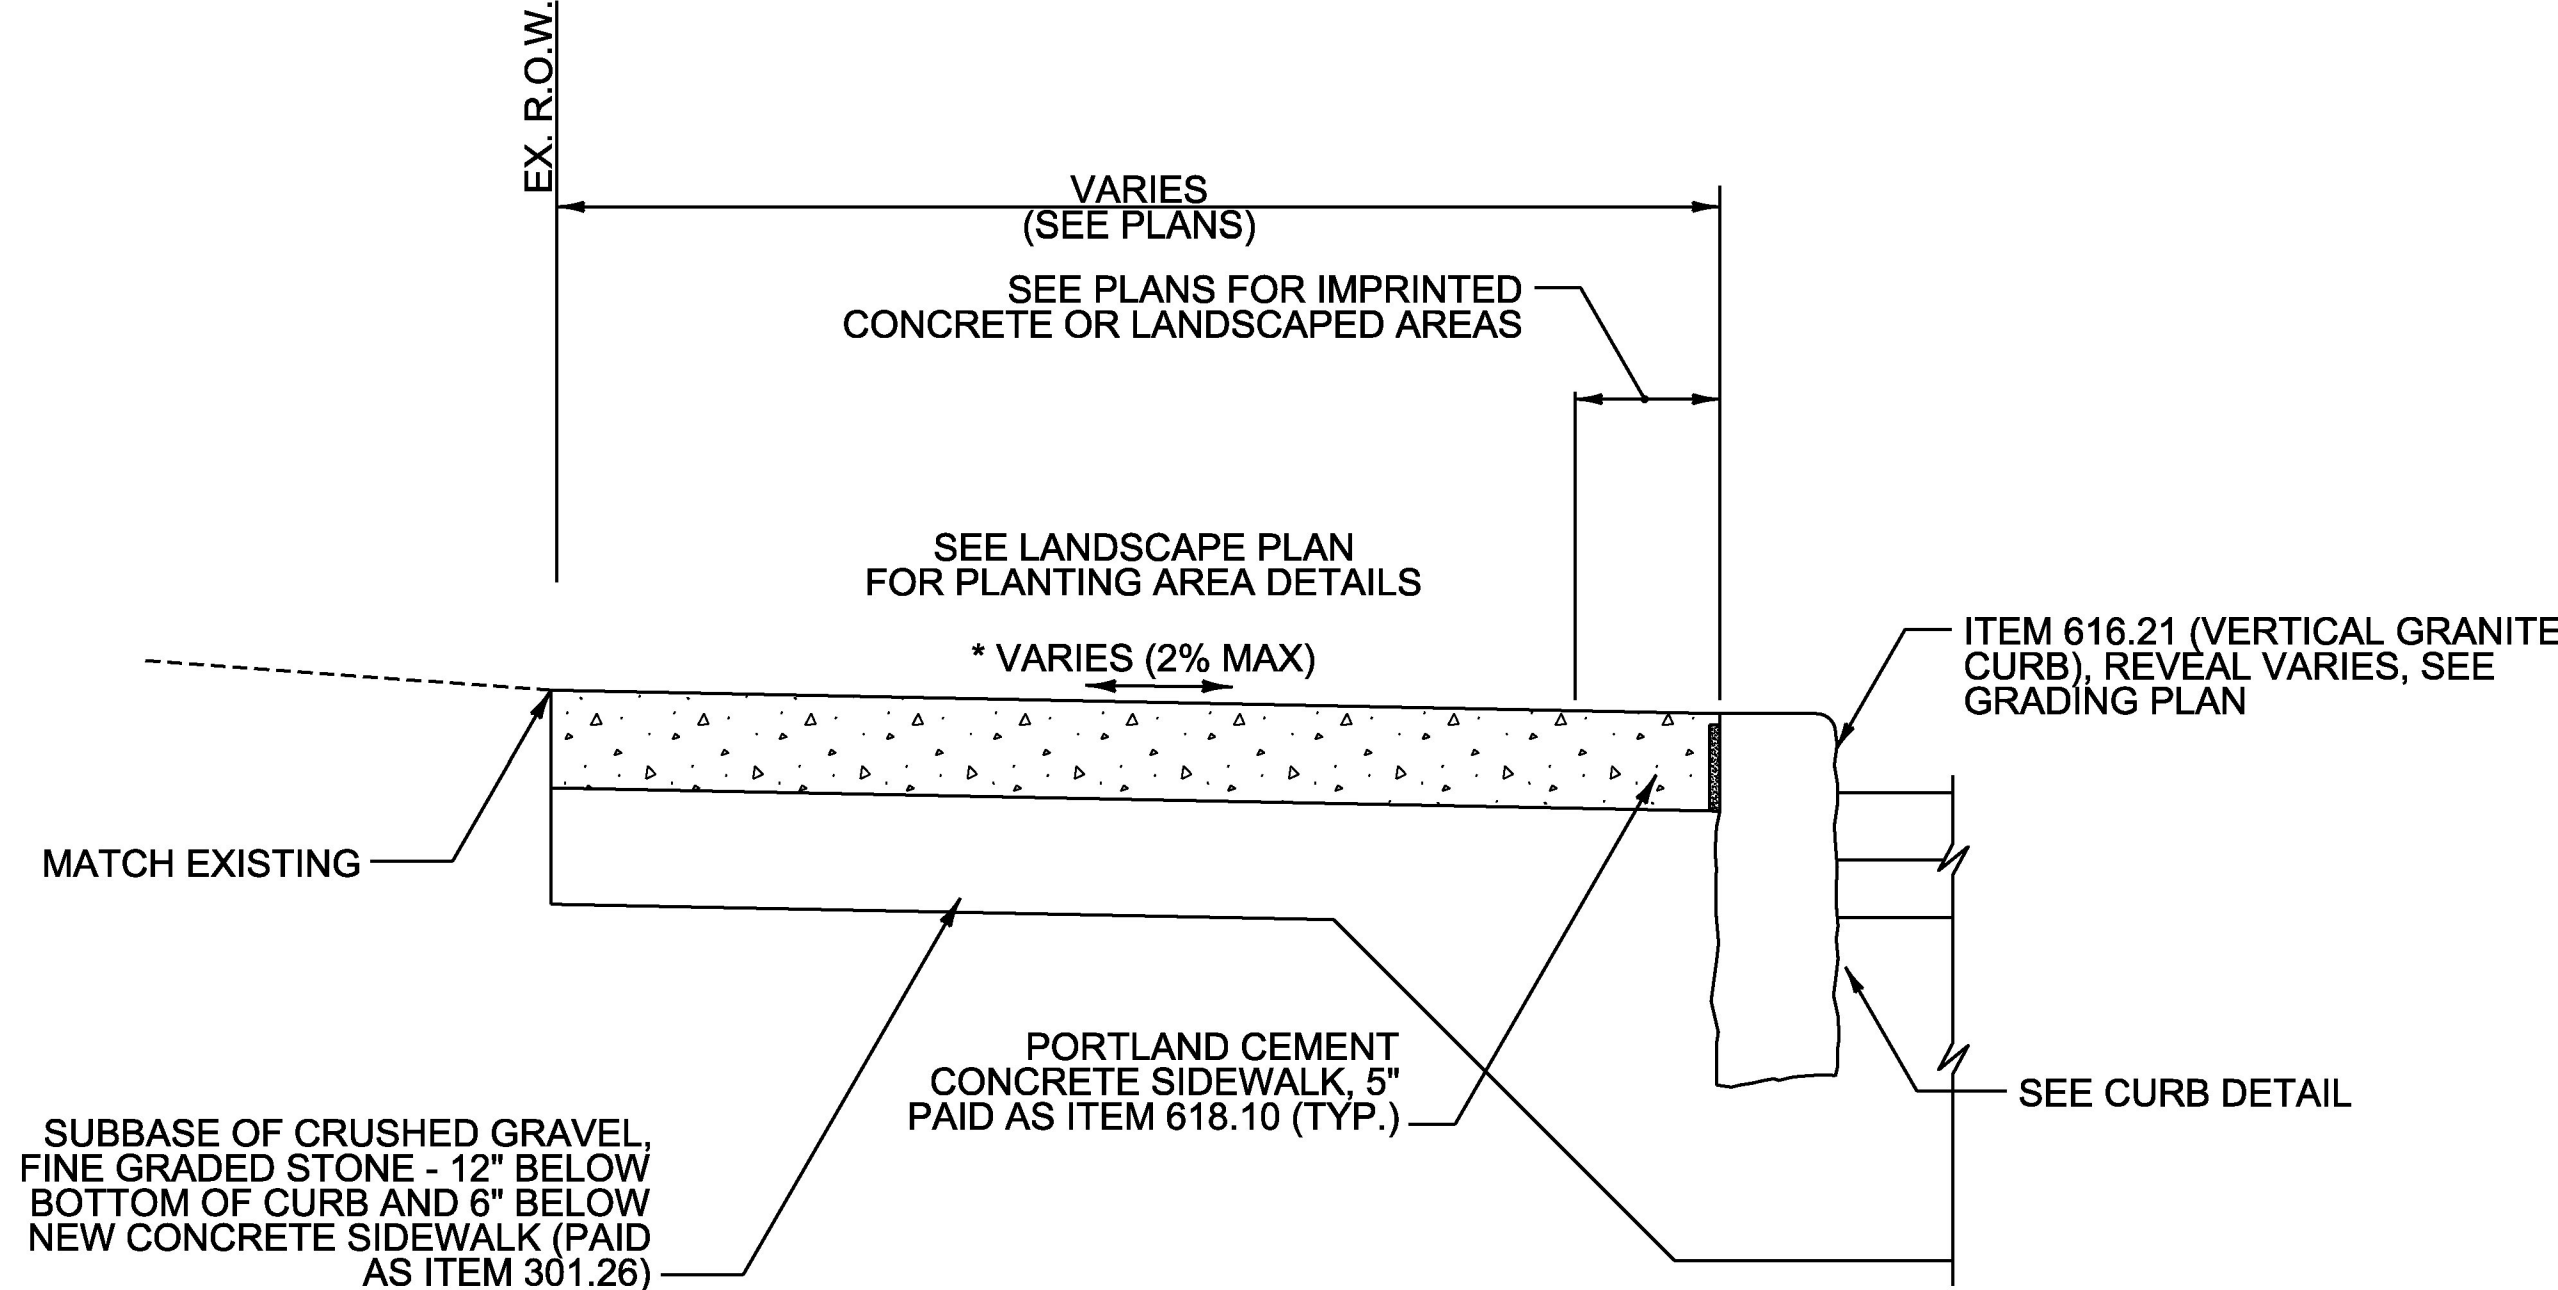 EX. R.O.W.
VARIES
(SEE PLANS)
SEE PLANS FOR IMPRINTED
CONCRETE OR LANDSCAPED AREAS
SEE LANDSCAPE PLAN
FOR PLANTING AREA DETAILS
* VARIES (2% MAX)
ITEM 616.21 (VERTICAL GRANITE
CURB), REVEAL VARIES, SEE
GRADING PLAN
MATCH EXISTING
PORTLAND CEMENT
CONCRETE SIDEWALK, 5"
PAID AS ITEM 618.10 (TYP.)
SEE CURB DETAIL
SUBBASE OF CRUSHED GRAVEL,
FINE GRADED STONE - 12" BELOW
BOTTOM OF CURB AND 6" BELOW
NEW CONCRETE SIDEWALK (PAID
AS ITEM 301.26)